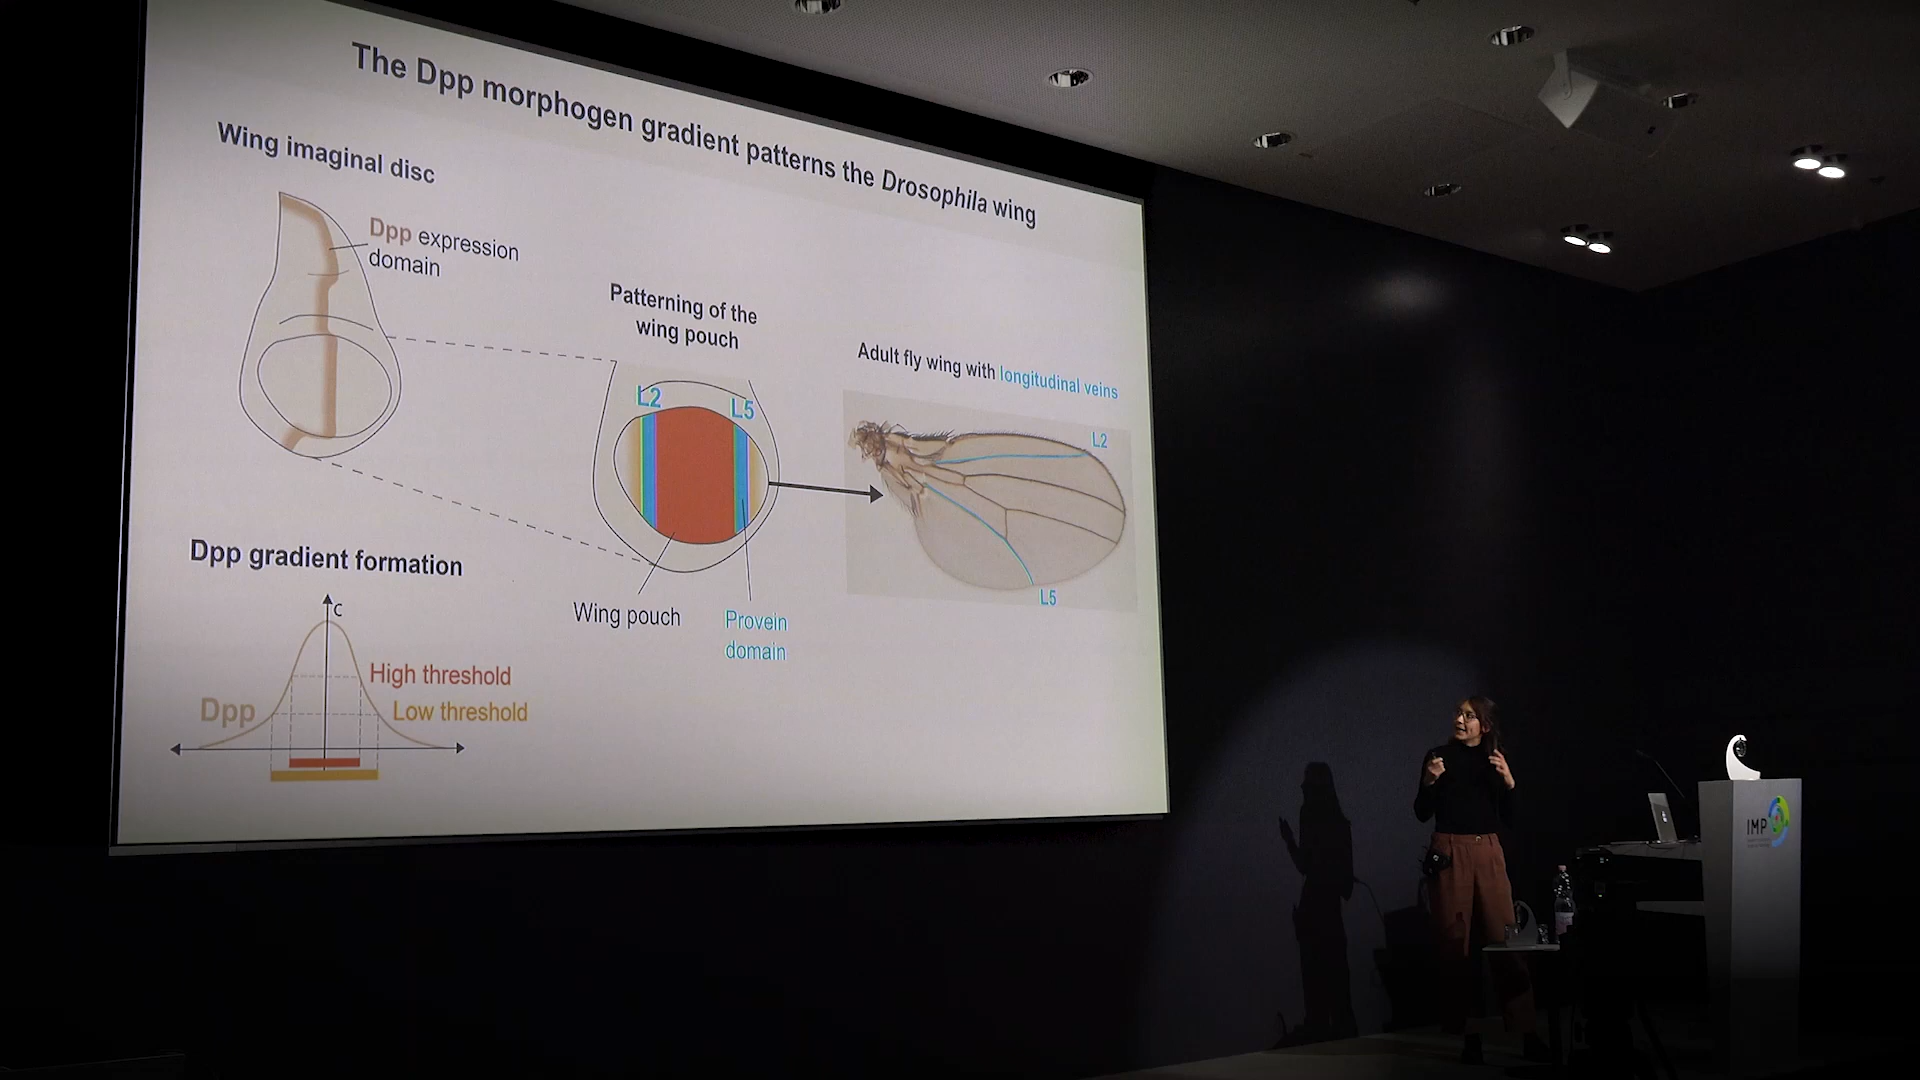 The Dpp morphogen gradient patterns the Drosophila wing
Wing imaginal disc
Dpp expression
domain
Patterning of the
wing pouch
L2
L5
Adult fly wing with longitudinal veins
L2
L5
Wing pouch
Provein
domain
Dpp gradient formation
c
High threshold
Low threshold
Dpp
IMP